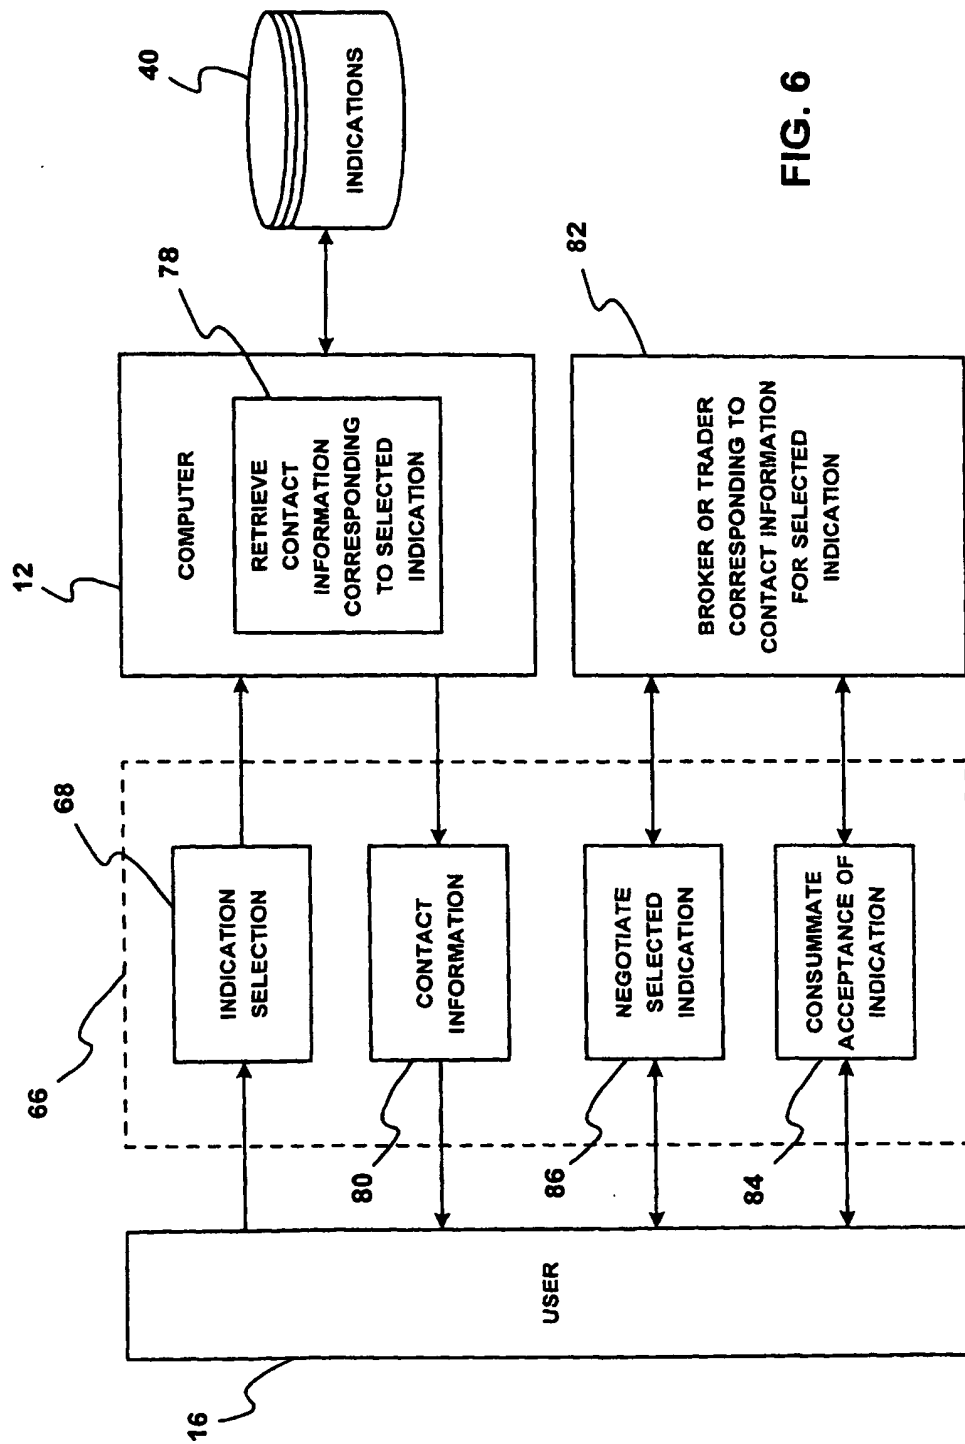 12
COMPUTER
78
RETRIEVE
CONTACT
INFORMATION
CORRESPONDING
TO SELECTED
INDICATION
40
INDICATIONS
66
68
INDICATION
SELECTION
80
CONTACT
INFORMATION
86
NEGOTIATE
SELECTED
INDICATION
84
CONSUMMATE
ACCEPTANCE OF
INDICATION
82
BROKER OR TRADER
CORRESPONDING TO
CONTACT INFORMATION
FOR SELECTED
INDICATION
16
USER
FIG. 6